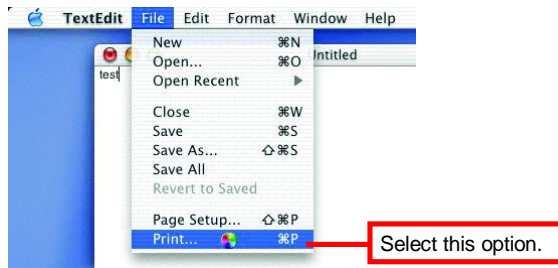 TextEdit File Edit Format Window Help
Untitled
test
New ⌘N
Open... ⌘O
Open Recent ▶
Close ⌘W
Save ⌘S
Save As... ⇧⌘S
Save All
Revert to Saved
Page Setup... ⇧⌘P
Print... ⌘P
Select this option.